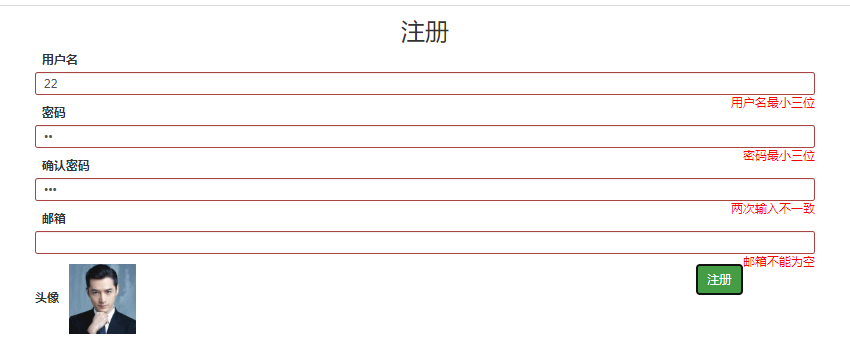 注册
用户名
22
用户名最小三位
密码
••
密码最小三位
确认密码
•••
两次输入不一致
邮箱
邮箱不能为空
头像
注册